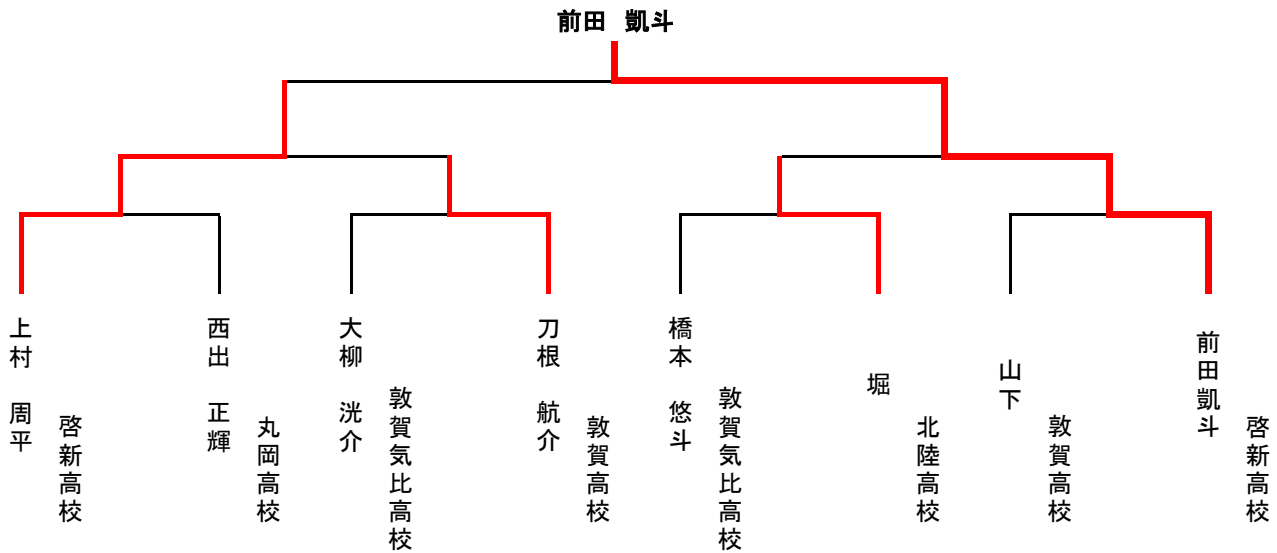 前田　凱斗
上村　周平
啓新高校
西出　正輝
丸岡高校
大柳　洸介
敦賀気比高校
刀根　航介
敦賀高校
橋本　悠斗
敦賀気比高校
堀
北陸高校
山下
敦賀高校
前田凱斗
啓新高校